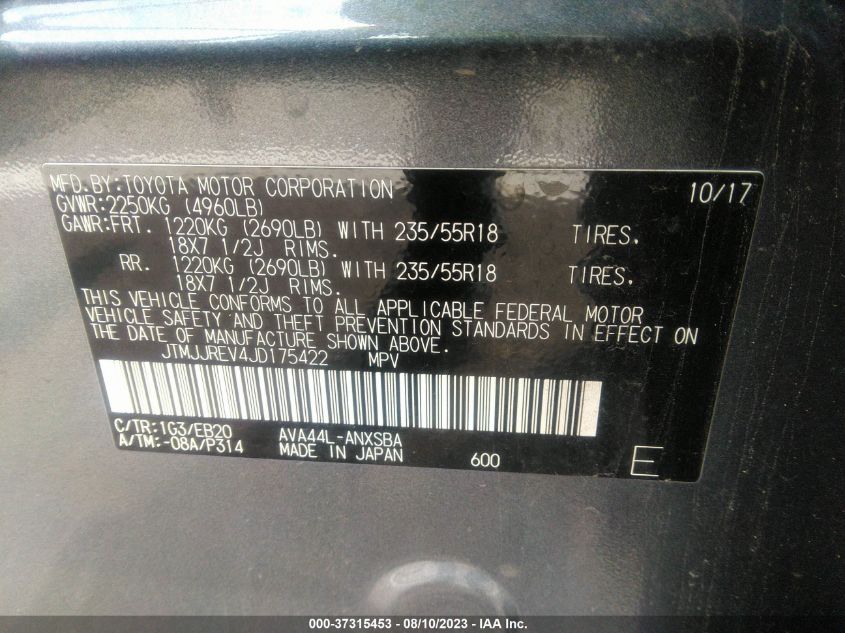 MFD.BY:TOYOTA MOTOR CORPORATION 10/17
GVWR:2250KG (4960LB)
GAWR:FRT. 1220KG (2690LB) WITH 235/55R18 TIRES,
18X7 1/2J RIMS.
RR. 1220KG (2690LB) WITH 235/55R18 TIRES,
18X7 1/2J RIMS.
THIS VEHICLE CONFORMS TO ALL APPLICABLE FEDERAL MOTOR
VEHICLE SAFETY AND THEFT PREVENTION STANDARDS IN EFFECT ON
THE DATE OF MANUFACTURE SHOWN ABOVE.
JTMJJREV4JD175422 MPV
C/TR:1G3/EB20 AVA44L-ANXSBA
A/TM:-08A/P314 MADE IN JAPAN 600 E
000-37315453 - 08/10/2023 - IAA Inc.